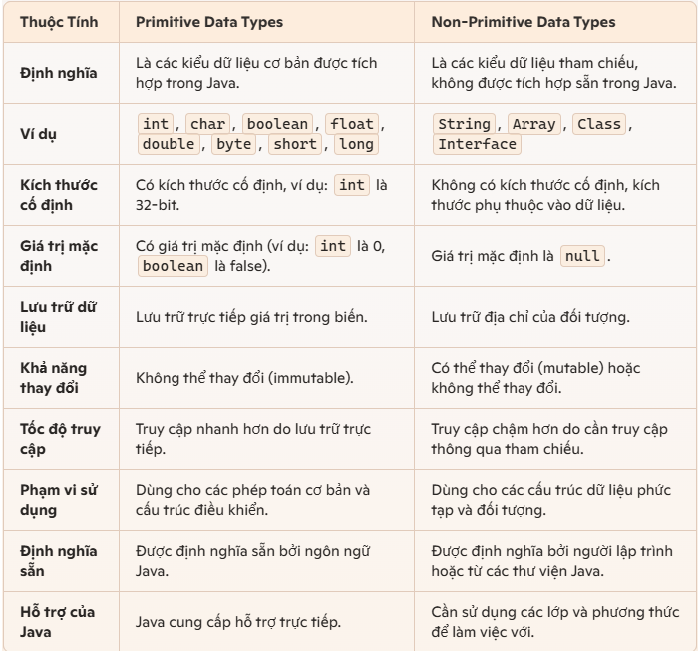 Thuộc Tính Primitive Data Types Non-Primitive Data Types
Định nghĩa
Là các kiểu dữ liệu cơ bản được tích
hợp trong Java.
Là các kiểu dữ liệu tham chiếu,
không được tích hợp sẵn trong Java.
Ví dụ
int, char, boolean, float,
double, byte, short, long
String, Array, Class,
Interface
Kích thước
cố định
Có kích thước cố định, ví dụ: int là
32-bit.
Không có kích thước cố định, kích
thước phụ thuộc vào dữ liệu.
Giá trị mặc
định
Có giá trị mặc định (ví dụ: int là 0,
boolean là false).
Giá trị mặc định là null.
Lưu trữ dữ
liệu
Lưu trữ trực tiếp giá trị trong biến.
Lưu trữ địa chỉ của đối tượng.
Khả năng
thay đổi
Không thể thay đổi (immutable).
Có thể thay đổi (mutable) hoặc
không thể thay đổi.
Tốc độ truy
cập
Truy cập nhanh hơn do lưu trữ trực
tiếp.
Truy cập chậm hơn do cần truy cập
thông qua tham chiếu.
Phạm vi sử
dụng
Dùng cho các phép toán cơ bản và
cấu trúc điều khiển.
Dùng cho các cấu trúc dữ liệu phức
tạp và đối tượng.
Định nghĩa
sẵn
Được định nghĩa sẵn bởi ngôn ngữ
Java.
Được định nghĩa bởi người lập trình
hoặc từ các thư viện Java.
Hỗ trợ của
Java
Java cung cấp hỗ trợ trực tiếp.
Cần sử dụng các lớp và phương thức
để làm việc với.